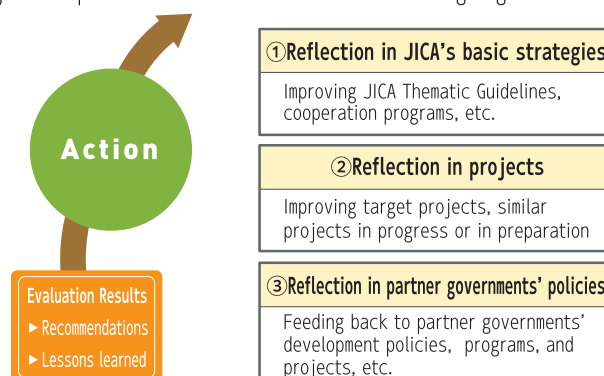 Action
Evaluation Results
▶ Recommendations
▶ Lessons learned
①Reflection in JICA's basic strategies
Improving JICA Thematic Guidelines,
cooperation programs, etc.
②Reflection in projects
Improving target projects, similar
projects in progress or in preparation
③Reflection in partner governments' policies
Feeding back to partner governments'
development policies, programs, and
projects, etc.